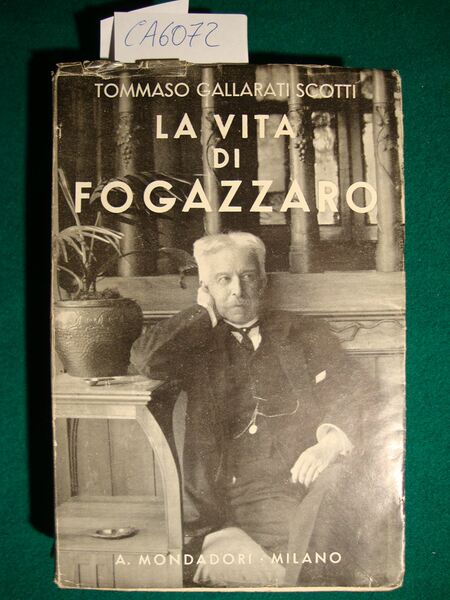 CA6072
TOMMASO GALLARATI SCOTTI
LA VITA
DI
FOGAZZARO
A. MONDADORI · MILANO